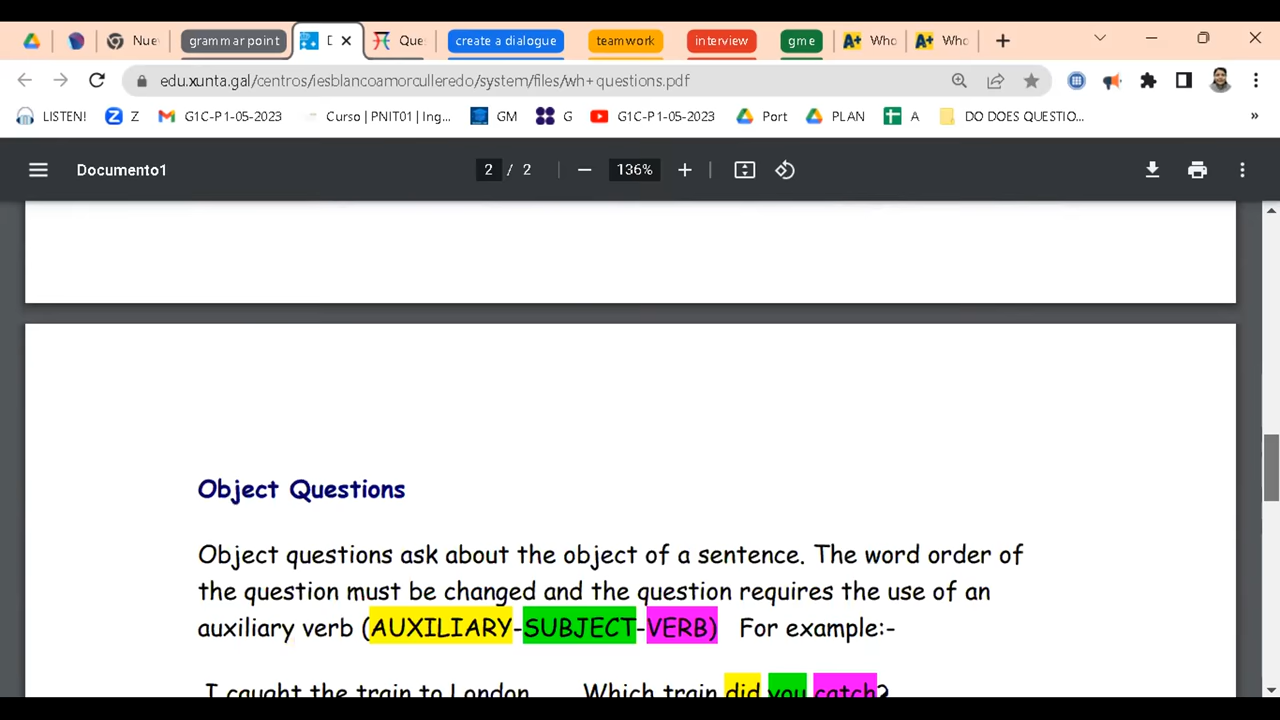 Nue
grammar point
D
Que
create a dialogue
teamwork
interview
gme
A+ Who
A+ Who
edu.xunta.gal/centros/iesblancoamorculleredo/system/files/wh+questions.pdf
LISTEN!
Z
G1C-P1-05-2023
Curso | PNIT01 | Ing...
GM
G
G1C-P1-05-2023
Port
PLAN
A
DO DOES QUESTIO...
»
Documento1
2 / 2
136%
Object Questions
Object questions ask about the object of a sentence. The word order of
the question must be changed and the question requires the use of an
auxiliary verb (AUXILIARY-SUBJECT-VERB) For example:-
I caught the train to London. Which train did you catch?